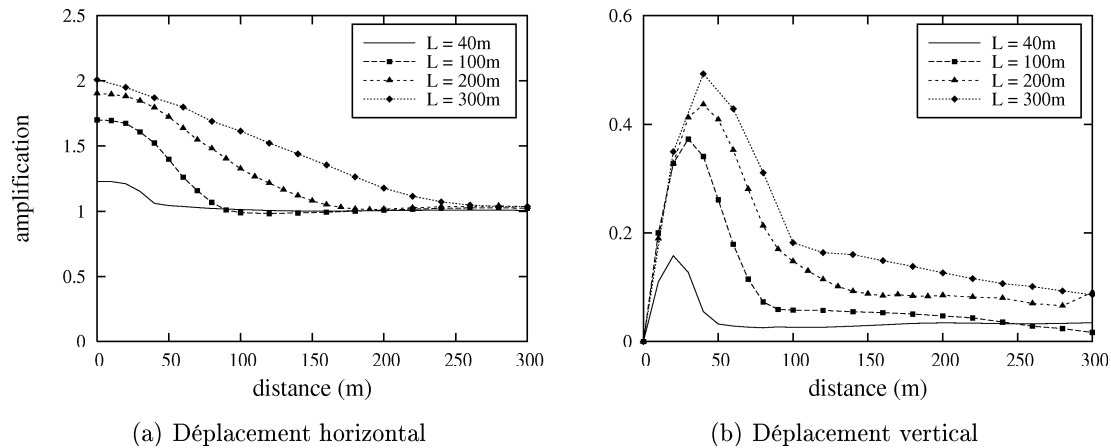 2.5
2
1.5
1
0.5
0
amplification
L = 40m
L = 100m
L = 200m
L = 300m
0 50 100 150 200 250 300
distance (m)
(a) Déplacement horizontal
0.6
0.4
0.2
0
L = 40m
L = 100m
L = 200m
L = 300m
0 50 100 150 200 250 300
distance (m)
(b) Déplacement vertical